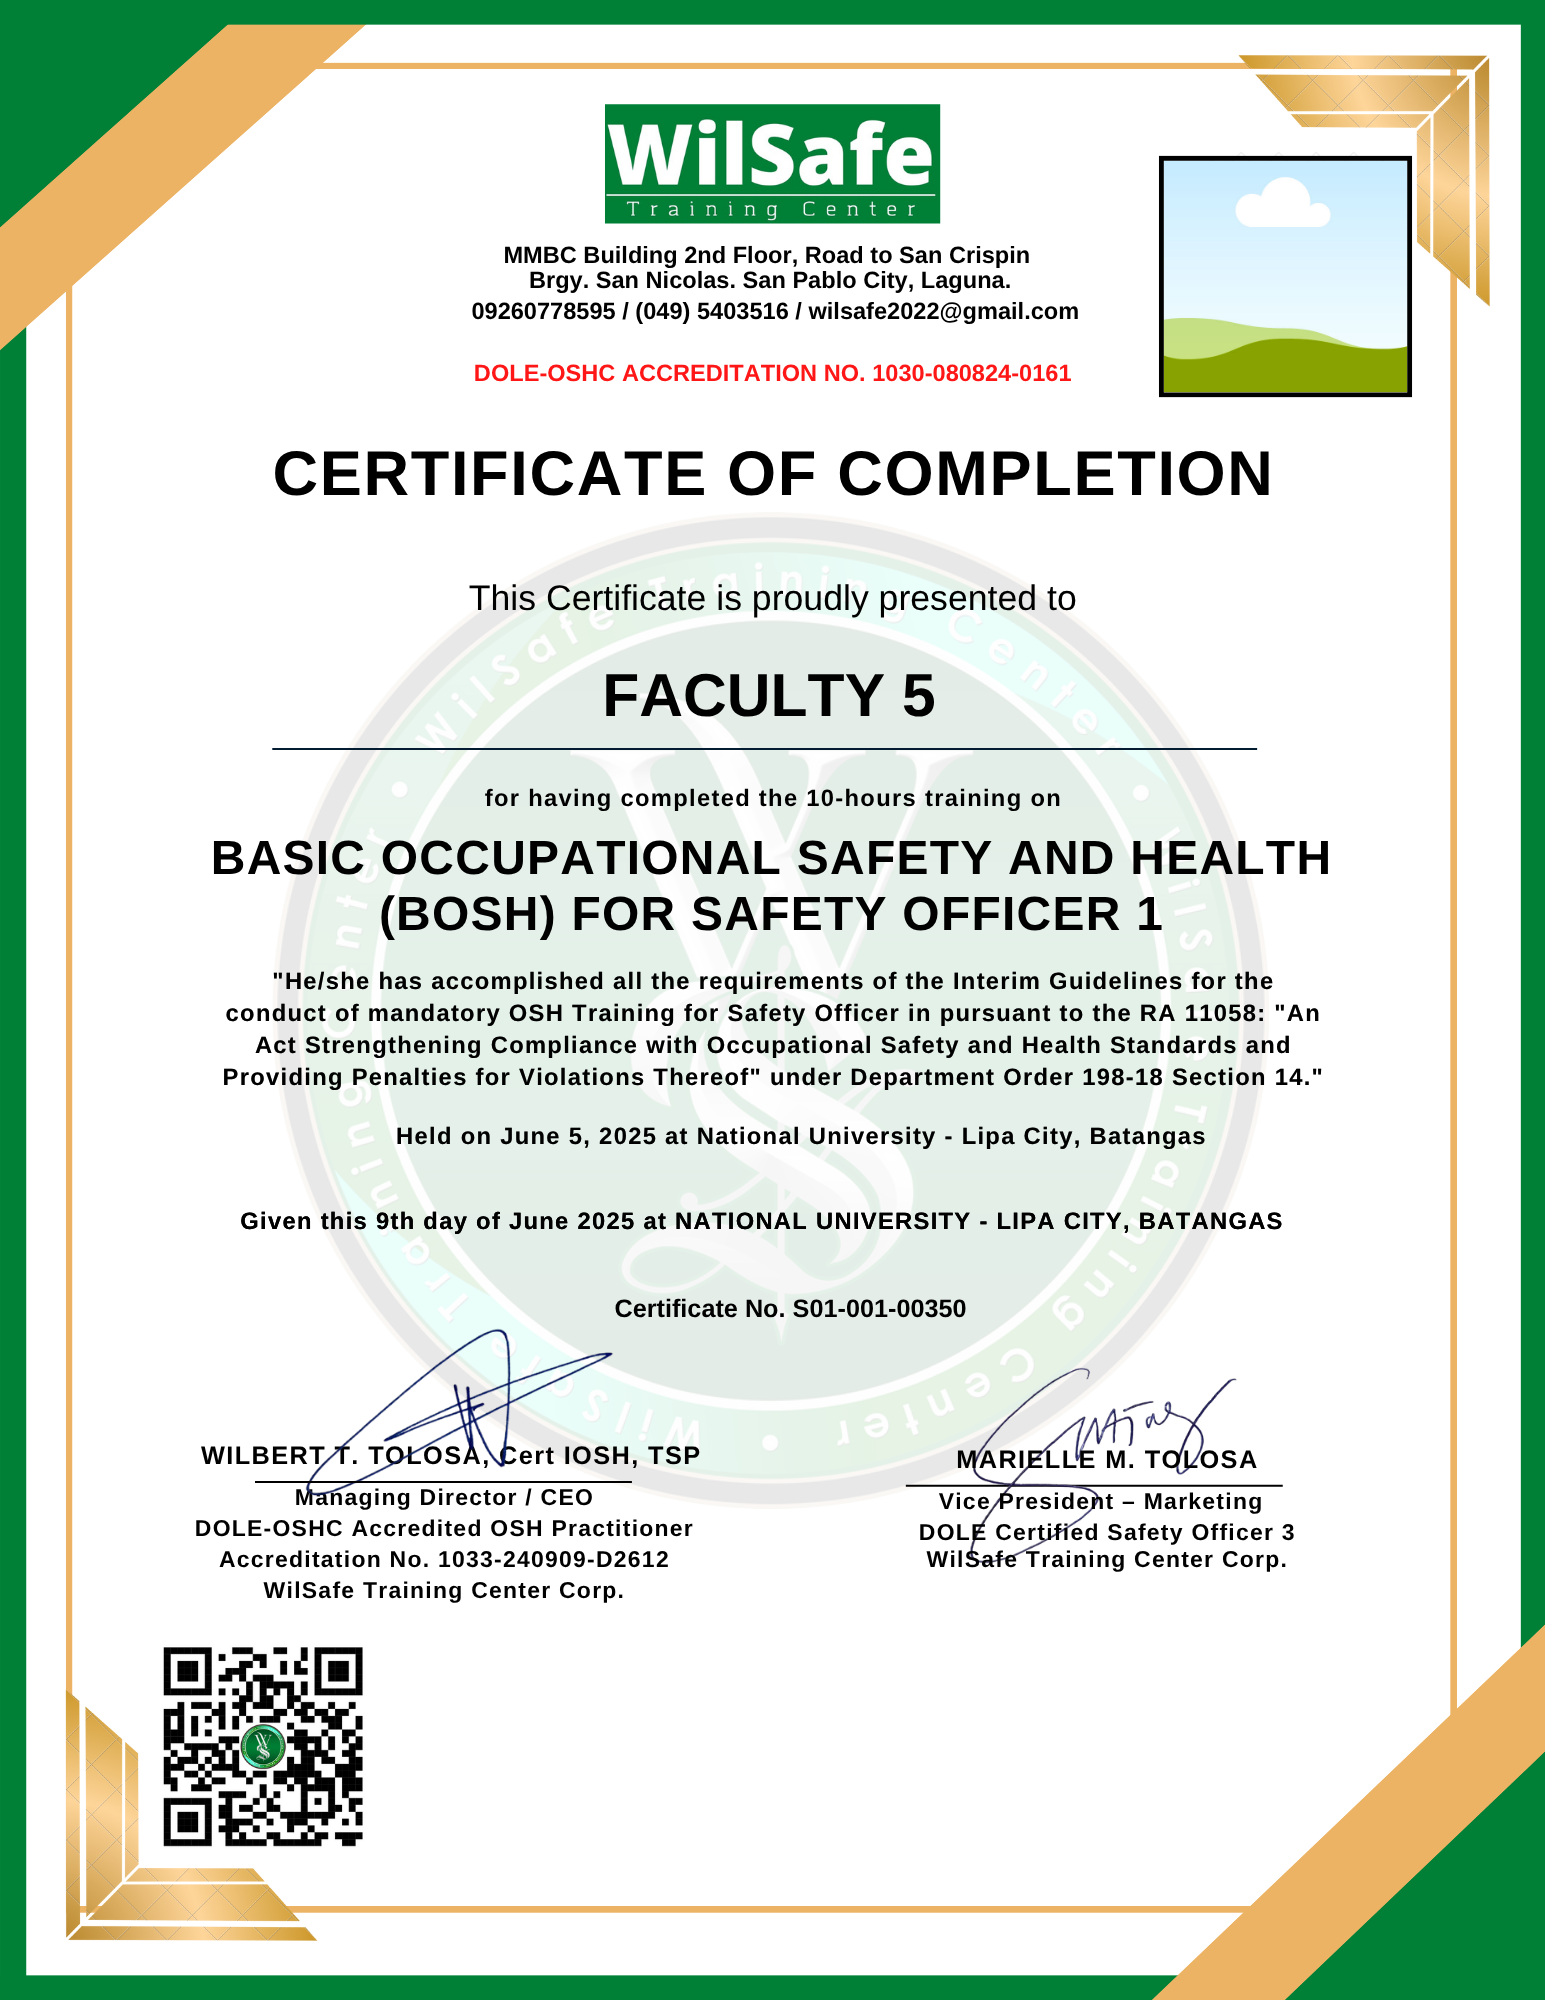 WilSafe
Training Center
MMBC Building 2nd Floor, Road to San Crispin
Brgy. San Nicolas. San Pablo City, Laguna.
09260778595 / (049) 5403516 / wilsafe2022@gmail.com
DOLE-OSHC ACCREDITATION NO. 1030-080824-0161
CERTIFICATE OF COMPLETION
This Certificate is proudly presented to
FACULTY 5
for having completed the 10-hours training on
BASIC OCCUPATIONAL SAFETY AND HEALTH
(BOSH) FOR SAFETY OFFICER 1
"He/she has accomplished all the requirements of the Interim Guidelines for the
conduct of mandatory OSH Training for Safety Officer in pursuant to the RA 11058: "An
Act Strengthening Compliance with Occupational Safety and Health Standards and
Providing Penalties for Violations Thereof" under Department Order 198-18 Section 14."
Held on June 5, 2025 at National University - Lipa City, Batangas
Given this 9th day of June 2025 at NATIONAL UNIVERSITY - LIPA CITY, BATANGAS
Certificate No. S01-001-00350
WILBERT T. TOLOSA, Cert IOSH, TSP
Managing Director / CEO
DOLE-OSHC Accredited OSH Practitioner
Accreditation No. 1033-240909-D2612
WilSafe Training Center Corp.
MARIELLE M. TOLOSA
Vice President – Marketing
DOLE Certified Safety Officer 3
WilSafe Training Center Corp.
WilSafe Training Center • WilSafe Training Center • WilSafe Training Center •